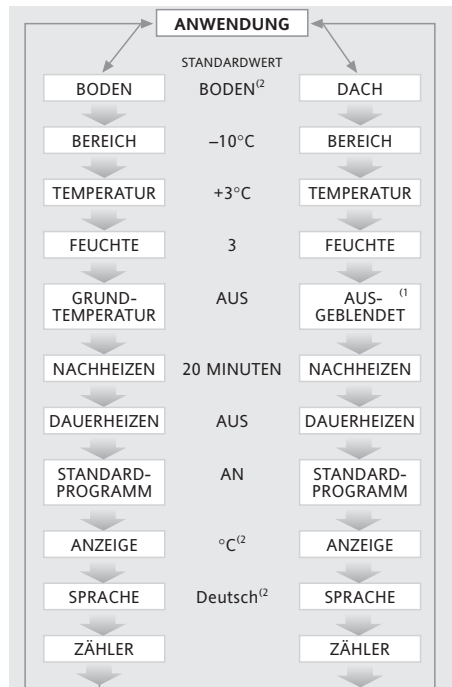 ANWENDUNG
STANDARDWERT
BODEN BODEN(2 DACH
BEREICH –10°C BEREICH
TEMPERATUR +3°C TEMPERATUR
FEUCHTE 3 FEUCHTE
GRUND- AUS AUS- (1
TEMPERATUR GEBLENDET
NACHHEIZEN 20 MINUTEN NACHHEIZEN
DAUERHEIZEN AUS DAUERHEIZEN
STANDARD- AN STANDARD-
PROGRAMM PROGRAMM
ANZEIGE °C(2 ANZEIGE
SPRACHE Deutsch(2 SPRACHE
ZÄHLER ZÄHLER